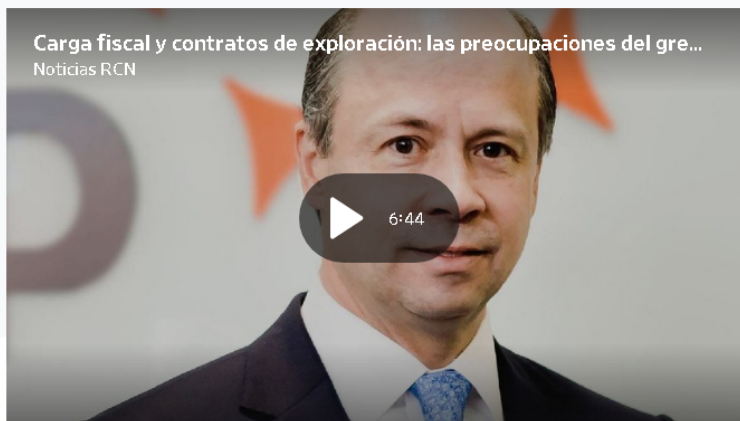 Carga fiscal y contratos de exploración: las preocupaciones del gre...
Noticias RCN
6:44